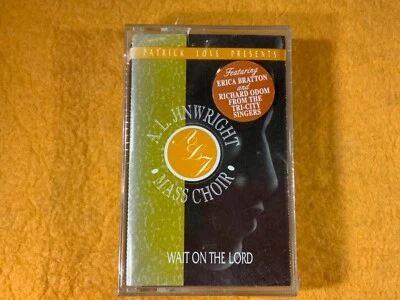 PATRICK LOVE PRESENTS
Featuring
ERICA BRATTON
and
RICHARD ODOM
FROM THE
TRI-CITY
SINGERS
A.L. JINWRIGHT
MASS CHOIR
WAIT ON THE LORD